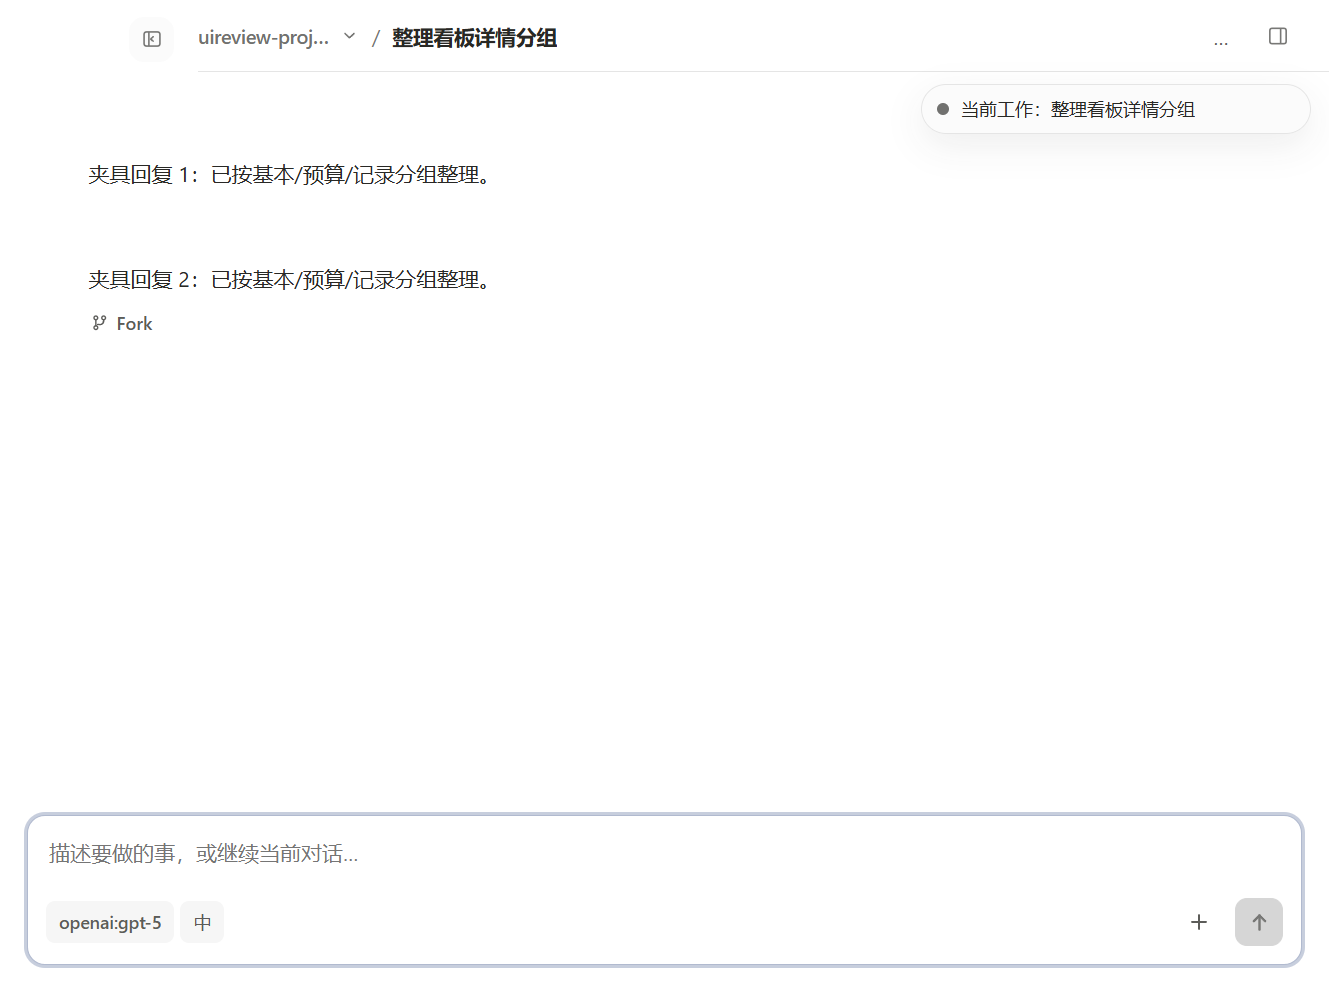 uireview-proj... / 整理看板详情分组
...
当前工作：整理看板详情分组
夹具回复 1：已按基本/预算/记录分组整理。
夹具回复 2：已按基本/预算/记录分组整理。
Fork
描述要做的事，或继续当前对话...
openai:gpt-5 中